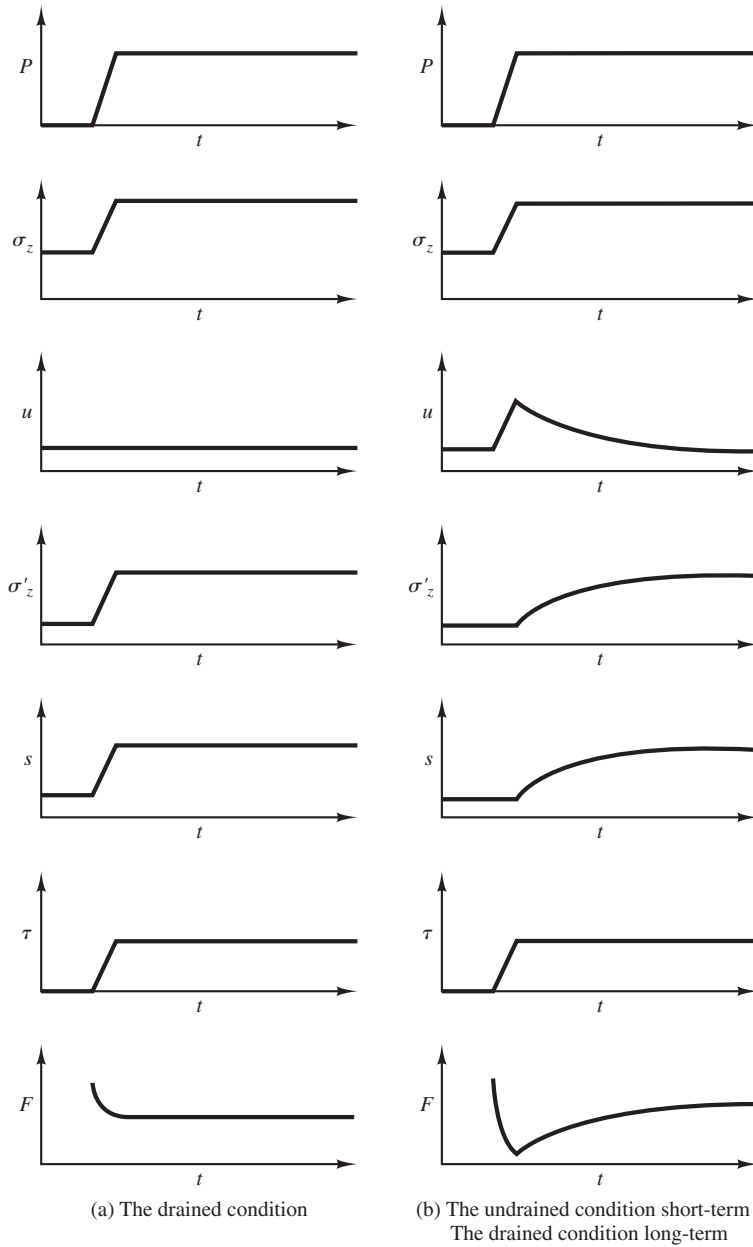 P
t
P
t
σz
t
σz
t
u
t
u
t
σ'z
t
σ'z
t
s
t
s
t
τ
t
τ
t
F
t
F
t
(a) The drained condition
(b) The undrained condition short-term
The drained condition long-term